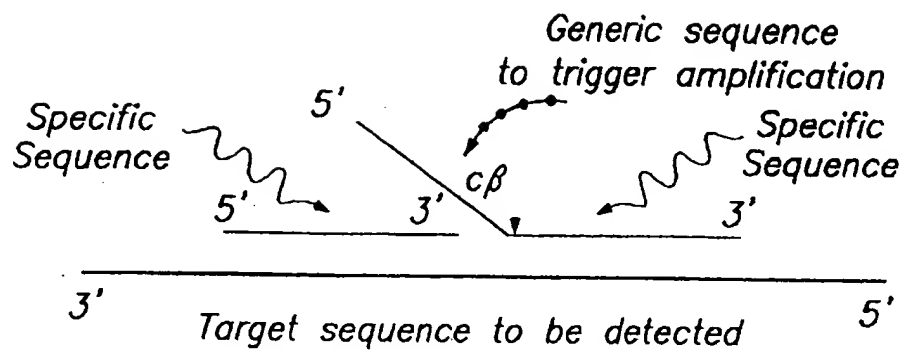 Generic sequence
to trigger amplification
5'
Specific
Sequence
Specific
Sequence
cβ
5'
3'
3'
3'
5'
Target sequence to be detected